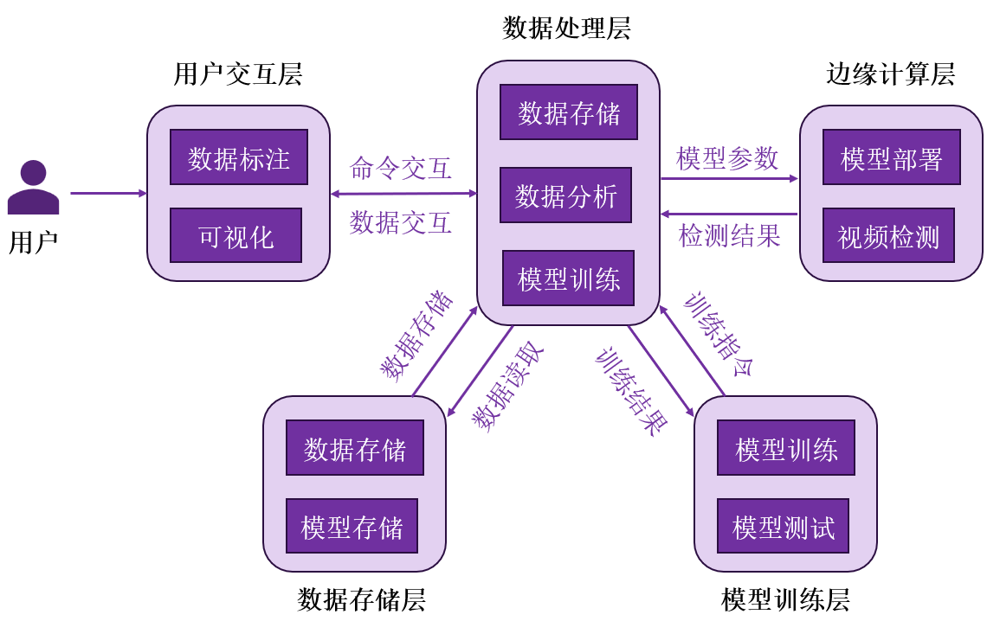 数据处理层
用户交互层
边缘计算层
用户
数据标注
可视化
命令交互
数据交互
数据存储
数据分析
模型训练
模型参数
检测结果
模型部署
视频检测
数据存储
数据读取
训练结果
训练指令
数据存储
模型存储
数据存储层
模型训练
模型测试
模型训练层